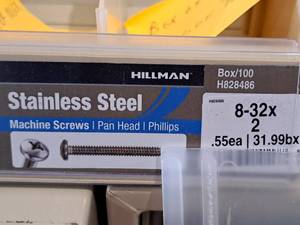 HILLMAN
Box/100
H828486
Stainless Steel
Machine Screws | Pan Head | Phillips
8-32x
2
.55ea | 31.99bx